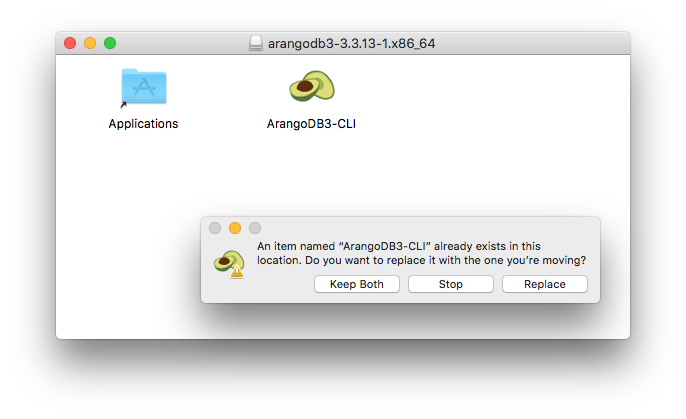 arangodb3-3.3.13-1.x86_64
Applications
ArangoDB3-CLI
An item named “ArangoDB3-CLI” already exists in this
location. Do you want to replace it with the one you’re moving?
Keep Both
Stop
Replace